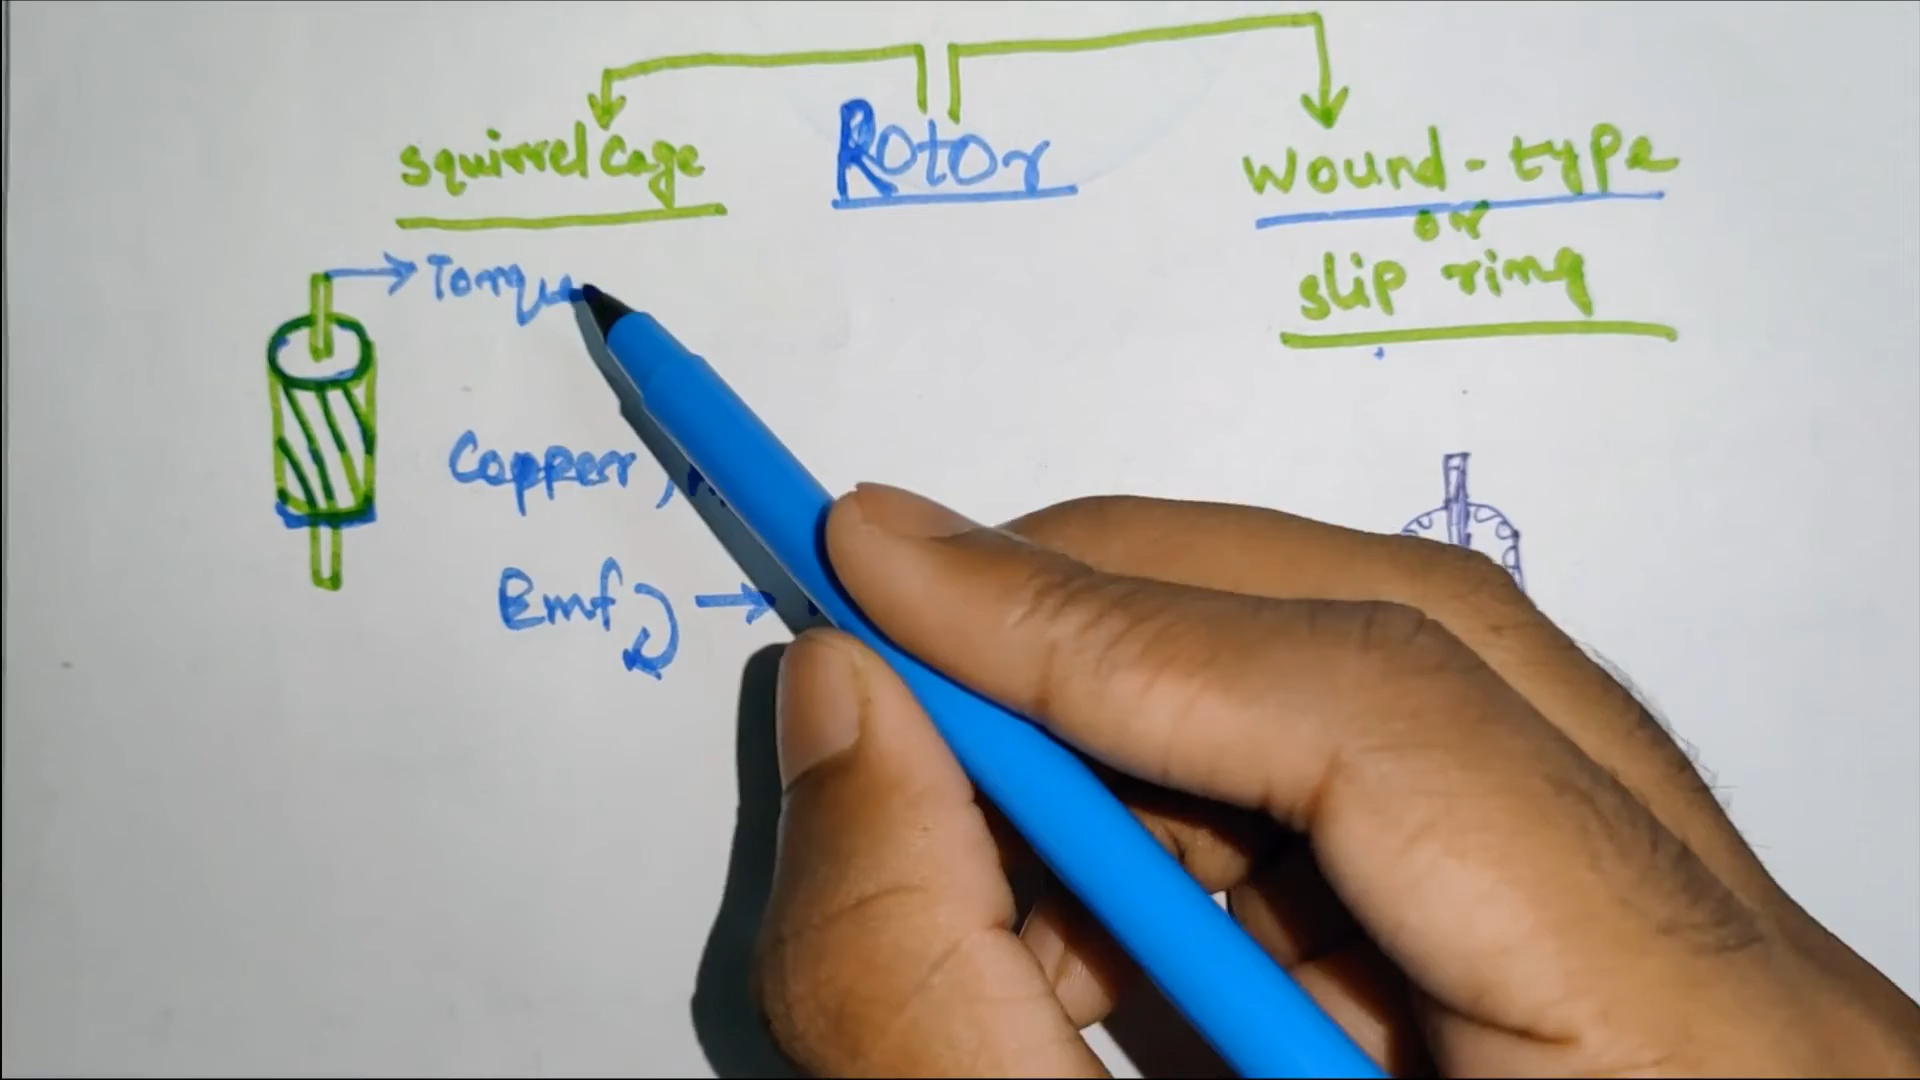 squirrel Cage
Rotor
Wound-type
or
slip ring
Torque
Copper,
Emf